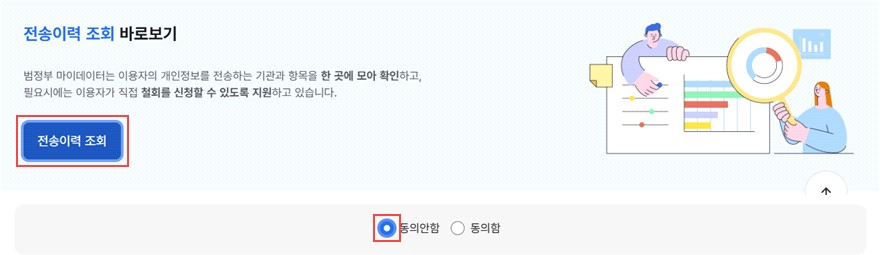 전송이력 조회 바로보기
범정부 마이데이터는 이용자의 개인정보를 전송하는 기관과 항목을 한 곳에 모아 확인하고,
필요시에는 이용자가 직접 철회를 신청할 수 있도록 지원하고 있습니다.
전송이력 조회
동의안함 동의함